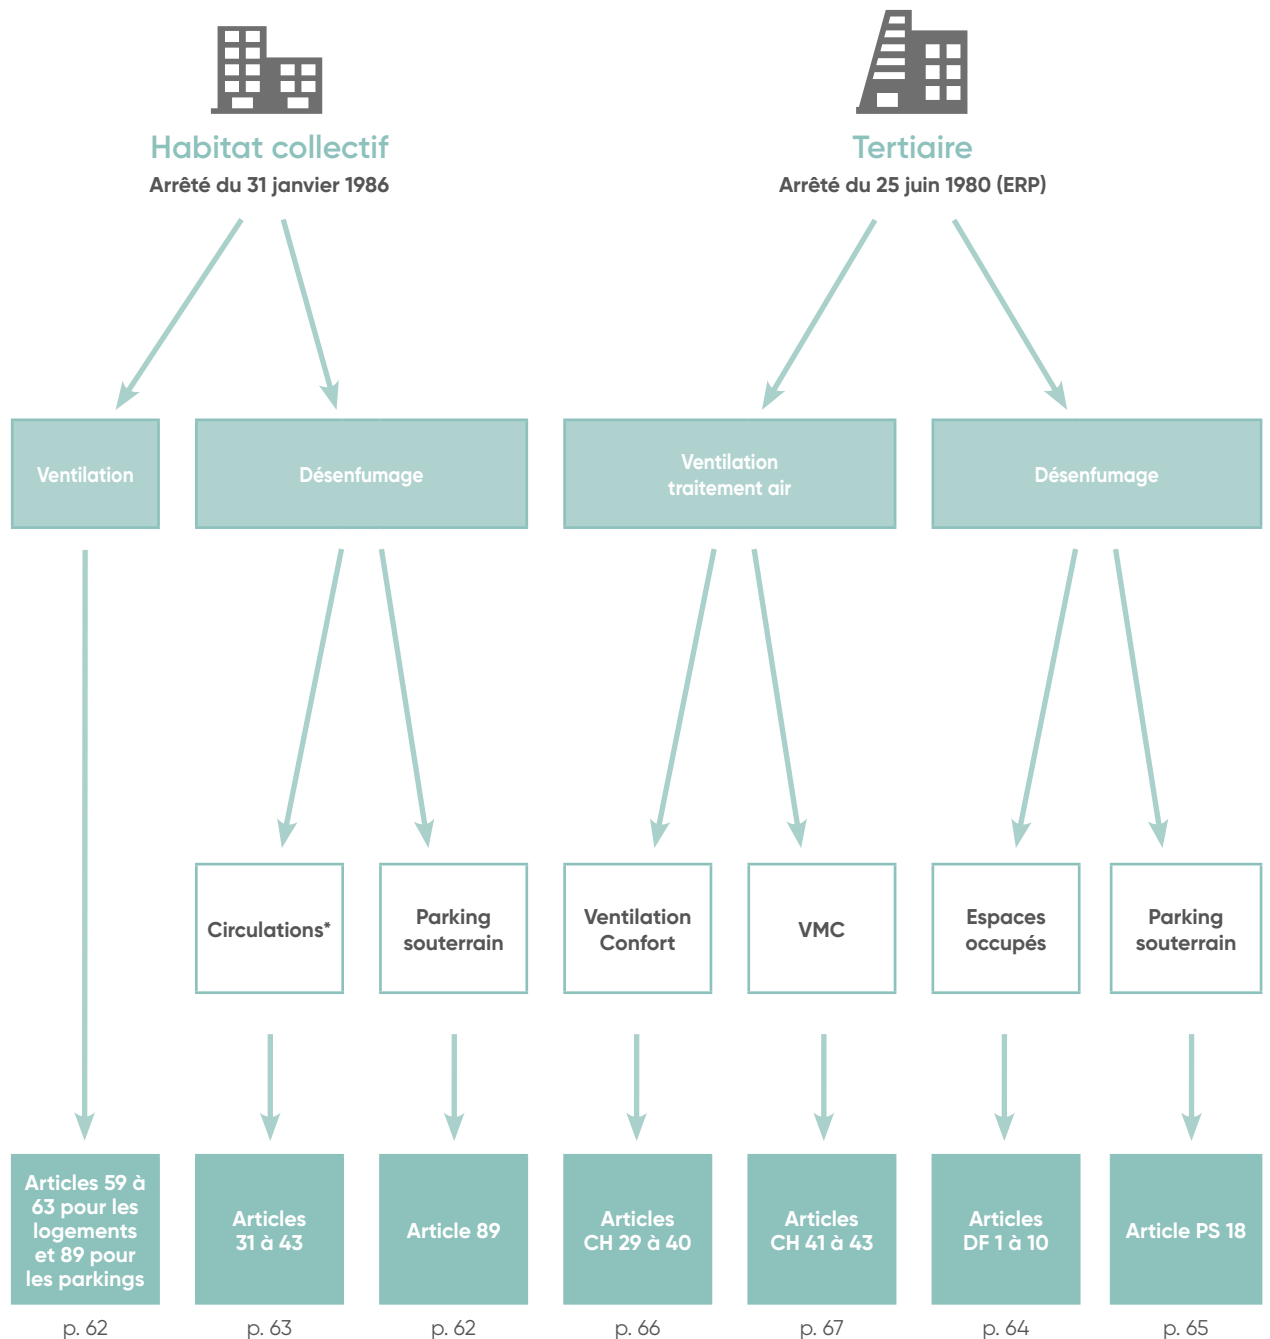 Habitat collectif
Arrêté du 31 janvier 1986
Tertiaire
Arrêté du 25 juin 1980 (ERP)
Ventilation
Désenfumage
Ventilation
traitement air
Désenfumage
Circulations*
Parking
souterrain
Ventilation
Confort
VMC
Espaces
occupés
Parking
souterrain
Articles 59 à
63 pour les
logements
et 89 pour
les parkings
Articles
31 à 43
Article 89
Articles
CH 29 à 40
Articles
CH 41 à 43
Articles
DF 1 à 10
Article PS 18
p. 62
p. 63
p. 62
p. 66
p. 67
p. 64
p. 65